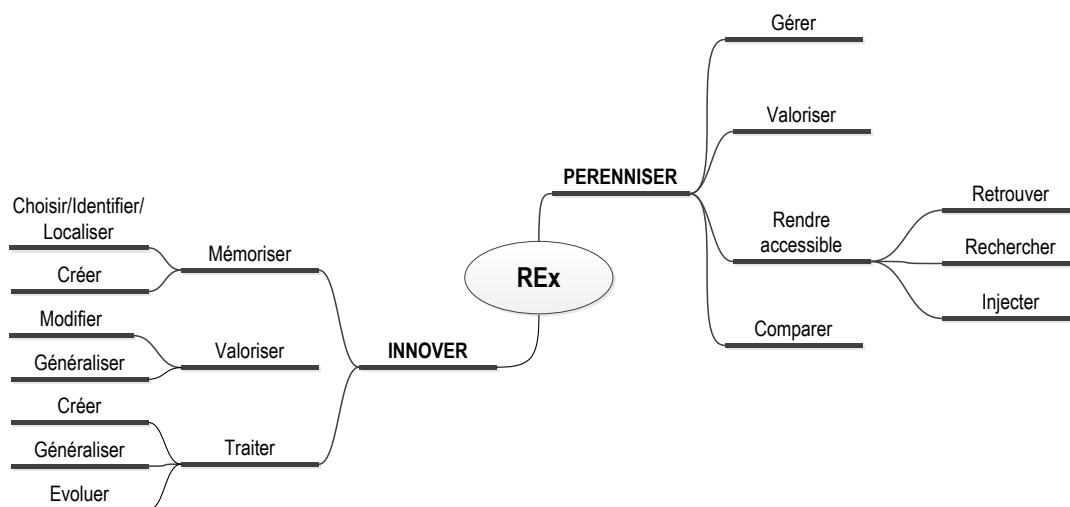 Gérer
Valoriser
PERENNISER
Rendre
accessible
Retrouver
Rechercher
Injecter
Comparer
REx
INNOVER
Mémoriser
Choisir/Identifier/
Localiser
Créer
Valoriser
Modifier
Généraliser
Traiter
Créer
Généraliser
Evoluer